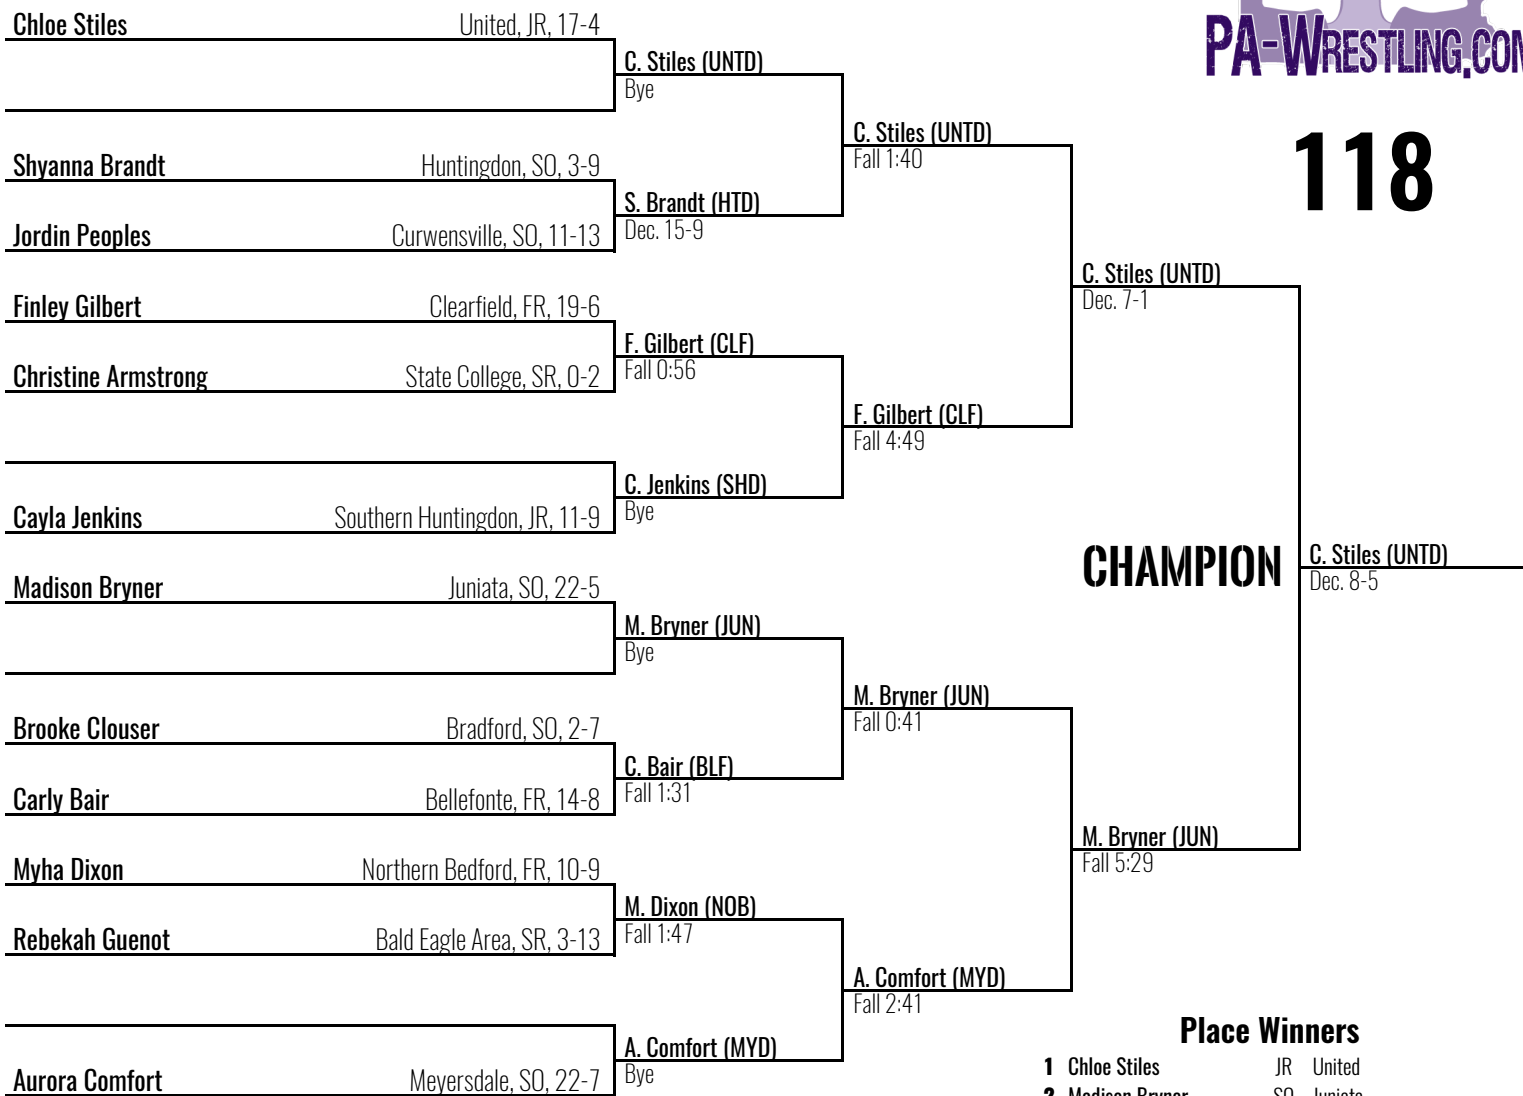 Chloe Stiles United, JR, 17-4
C. Stiles (UNTD)
Bye
Shyanna Brandt Huntingdon, SO, 3-9
S. Brandt (HTD)
Dec. 15-9
Jordin Peoples Curwensville, SO, 11-13
C. Stiles (UNTD)
Fall 1:40
Finley Gilbert Clearfield, FR, 19-6
F. Gilbert (CLF)
Fall 0:56
Christine Armstrong State College, SR, 0-2
F. Gilbert (CLF)
Fall 4:49
C. Jenkins (SHD)
Bye
Cayla Jenkins Southern Huntingdon, JR, 11-9
C. Stiles (UNTD)
Dec. 7-1
Madison Bryner Juniata, SO, 22-5
M. Bryner (JUN)
Bye
M. Bryner (JUN)
Fall 0:41
Brooke Clouser Bradford, SO, 2-7
C. Bair (BLF)
Fall 1:31
Carly Bair Bellefonte, FR, 14-8
M. Bryner (JUN)
Fall 5:29
Myha Dixon Northern Bedford, FR, 10-9
M. Dixon (NOB)
Fall 1:47
Rebekah Guenot Bald Eagle Area, SR, 3-13
A. Comfort (MYD)
Fall 2:41
A. Comfort (MYD)
Bye
Aurora Comfort Meyersdale, SO, 22-7
PA-WRESTLING.COM
118
CHAMPION
C. Stiles (UNTD)
Dec. 8-5
Place Winners
1 Chloe Stiles JR United
2 Madison Bryner SO Juniata